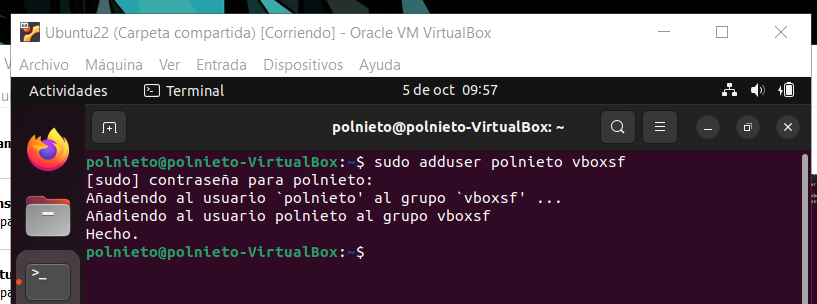 Ubuntu22 (Carpeta compartida) [Corriendo] - Oracle VM VirtualBox
Archivo Máquina Ver Entrada Dispositivos Ayuda
Actividades Terminal 5 de oct 09:57
polnieto@polnieto-VirtualBox: ~
polnieto@polnieto-VirtualBox:~$ sudo adduser polnieto vboxsf
[sudo] contraseña para polnieto:
Añadiendo al usuario `polnieto' al grupo `vboxsf' ...
Añadiendo al usuario polnieto al grupo vboxsf
Hecho.
polnieto@polnieto-VirtualBox:~$